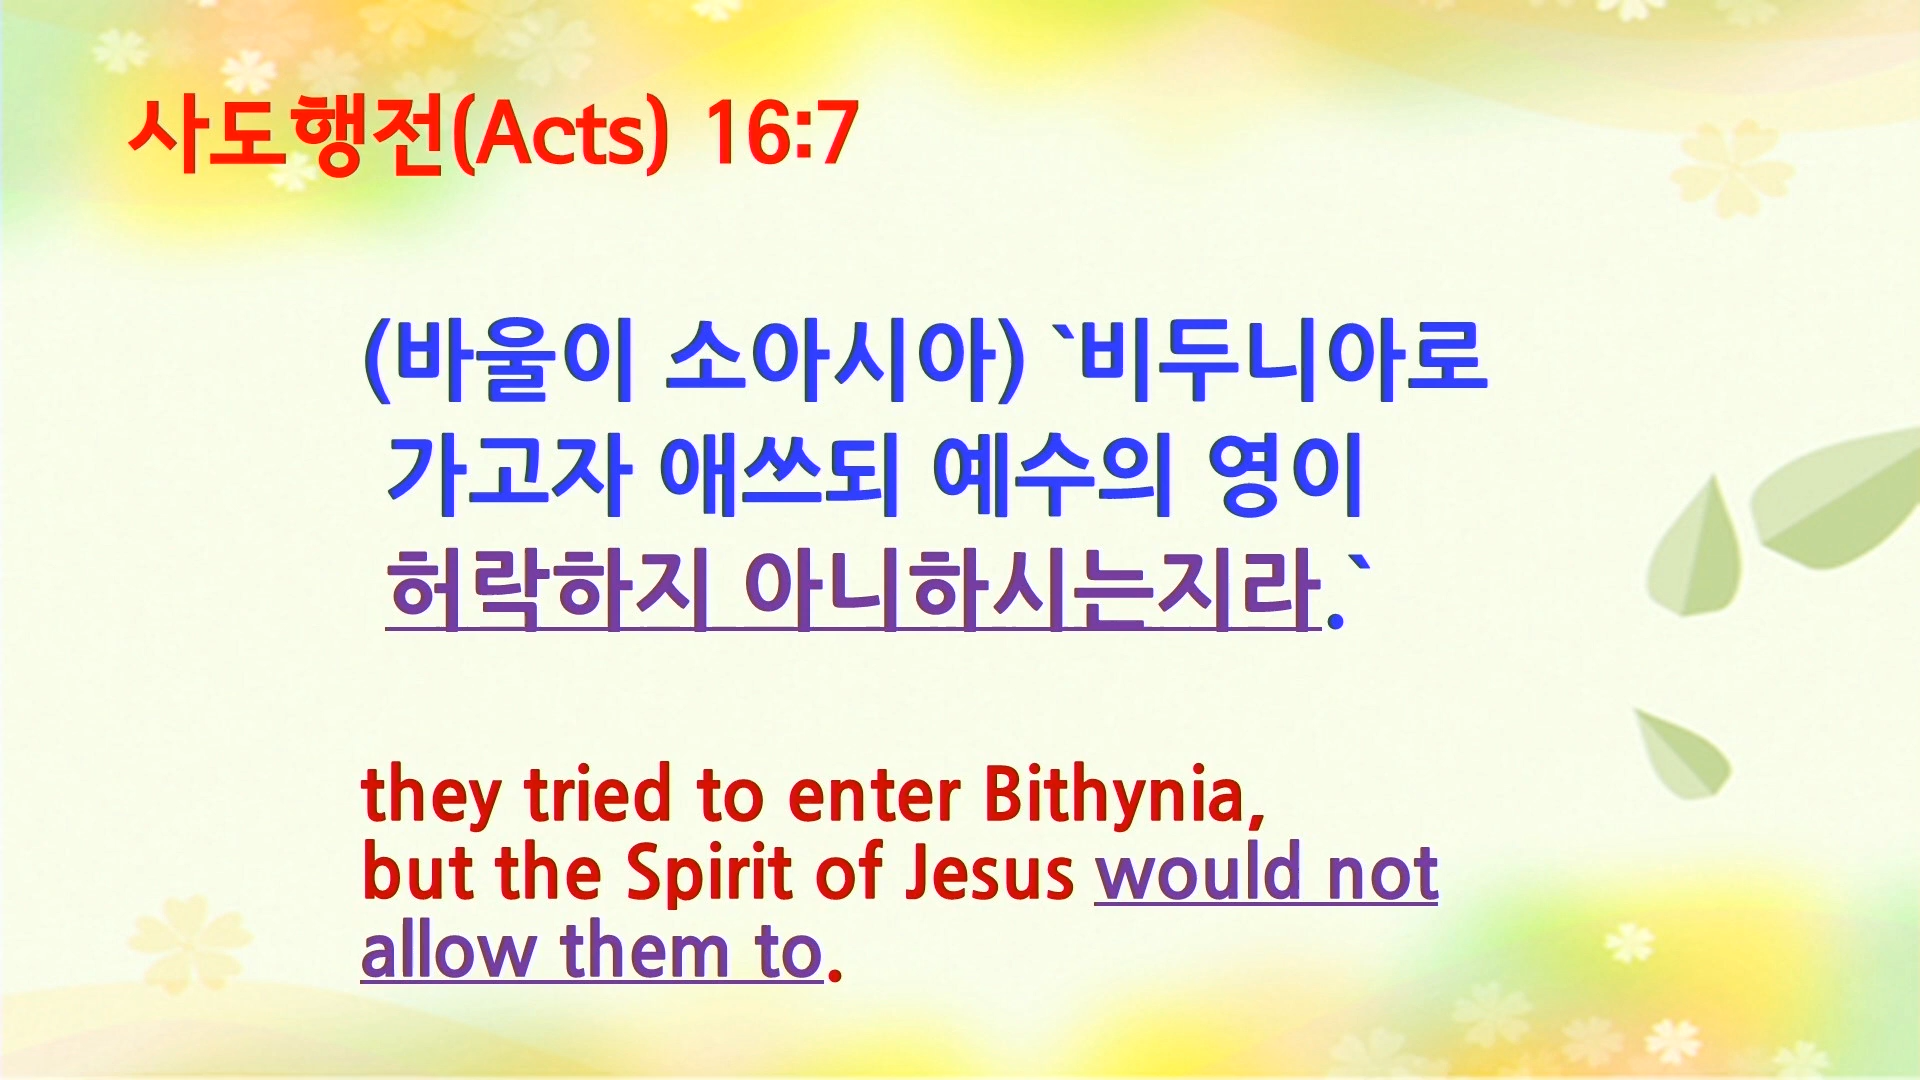 사도행전(Acts) 16:7
(바울이 소아시아) `비두니아로
가고자 애쓰되 예수의 영이
허락하지 아니하시는지라.`
they tried to enter Bithynia,
but the Spirit of Jesus would not
allow them to.